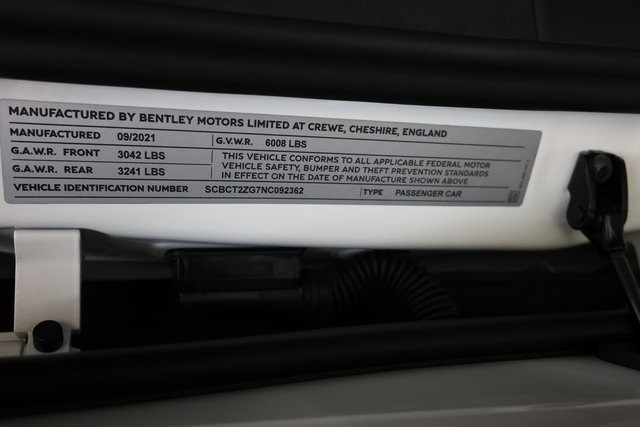 MANUFACTURED BY BENTLEY MOTORS LIMITED AT CREWE, CHESHIRE, ENGLAND
MANUFACTURED 09/2021 G.V.W.R. 6008 LBS
G.A.W.R. FRONT 3042 LBS
G.A.W.R. REAR 3241 LBS
THIS VEHICLE CONFORMS TO ALL APPLICABLE FEDERAL MOTOR
VEHICLE SAFETY, BUMPER AND THEFT PREVENTION STANDARDS
IN EFFECT ON THE DATE OF MANUFACTURE SHOWN ABOVE
VEHICLE IDENTIFICATION NUMBER SCBCT2ZG7NC092362 TYPE PASSENGER CAR